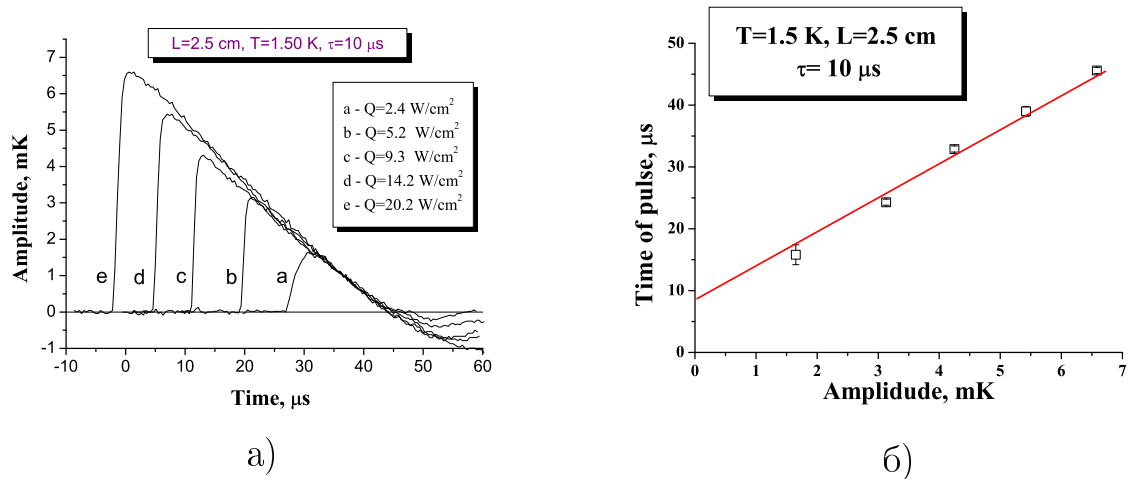 L=2.5 cm, T=1.50 K, τ=10 μs
a - Q=2.4 W/cm²
b - Q=5.2 W/cm²
c - Q=9.3 W/cm²
d - Q=14.2 W/cm²
e - Q=20.2 W/cm²
Amplitude, mK
7
6
5
4
3
2
1
0
-1
e d c b a
-10 0 10 20 30 40 50 60
Time, μs
а)
T=1.5 K, L=2.5 cm
τ= 10 μs
Time of pulse, μs
50
40
30
20
10
0
0 1 2 3 4 5 6 7
Amplidude, mK
б)